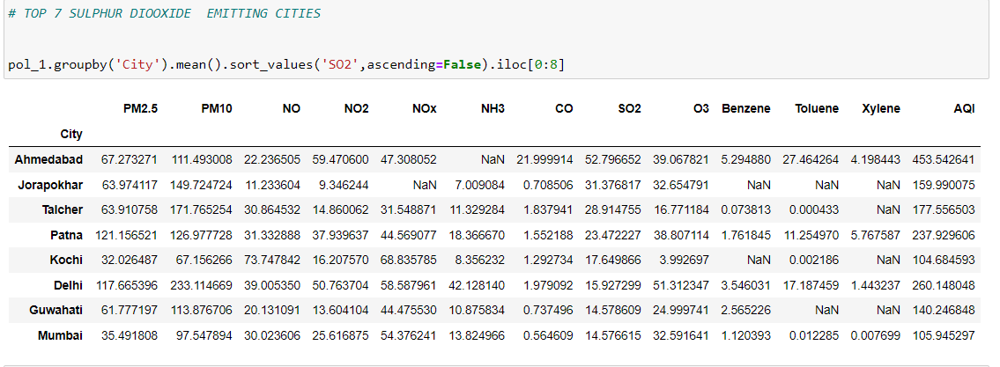 # TOP 7 SULPHUR DIOOXIDE  EMITTING CITIES
pol_1.groupby('City').mean().sort_values('SO2',ascending=False).iloc[0:8]
PM2.5 PM10 NO NO2 NOx NH3 CO SO2 O3 Benzene Toluene Xylene AQI
City
Ahmedabad 67.273271 111.493008 22.236505 59.470600 47.308052 NaN 21.999914 52.796652 39.067821 5.294880 27.464264 4.198443 453.542641
Jorapokhar 63.974117 149.724724 11.233604 9.346244 NaN 7.009084 0.708506 31.376817 32.654791 NaN NaN NaN 159.990075
Talcher 63.910758 171.765254 30.864532 14.860062 31.548871 11.329284 1.837941 28.914755 16.771184 0.073813 0.000433 NaN 177.556503
Patna 121.156521 126.977728 31.332888 37.939637 44.569077 18.366670 1.552188 23.472227 38.807114 1.761845 11.254970 5.767587 237.929606
Kochi 32.026487 67.156266 73.747842 16.207570 68.835785 8.356232 1.292734 17.649866 3.992697 NaN 0.002186 NaN 104.684593
Delhi 117.665396 233.114669 39.005350 50.763704 58.587961 42.128140 1.979092 15.927299 51.312347 3.546031 17.187459 1.443237 260.148048
Guwahati 61.777197 113.876706 20.131091 13.604104 44.475530 10.875834 0.737496 14.578609 24.999741 2.565226 NaN NaN 140.246848
Mumbai 35.491808 97.547894 30.023606 25.616875 54.376241 13.824966 0.564609 14.576615 32.591641 1.120393 0.012285 0.007699 105.945297